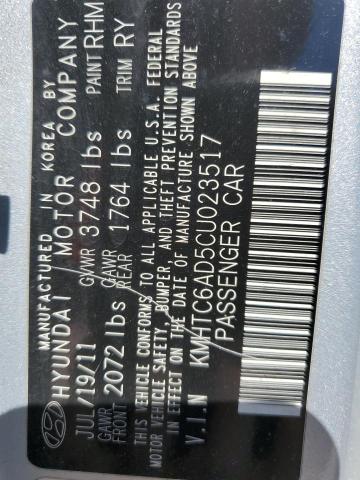 MANUFACTURED IN KOREA BY
HYUNDAI MOTOR COMPANY
JUL/19/11 GVWR 3748 lbs PAINT RHM
GAWR FRONT 2072 lbs GAWR REAR 1764 lbs TRIM RY
THIS VEHICLE CONFORMS TO ALL APPLICABLE U.S.A. FEDERAL
MOTOR VEHICLE SAFETY, BUMPER, AND THEFT PREVENTION STANDARDS
IN EFFECT ON THE DATE OF MANUFACTURE SHOWN ABOVE
V.I.N KMHTC6AD5CU023517
PASSENGER CAR